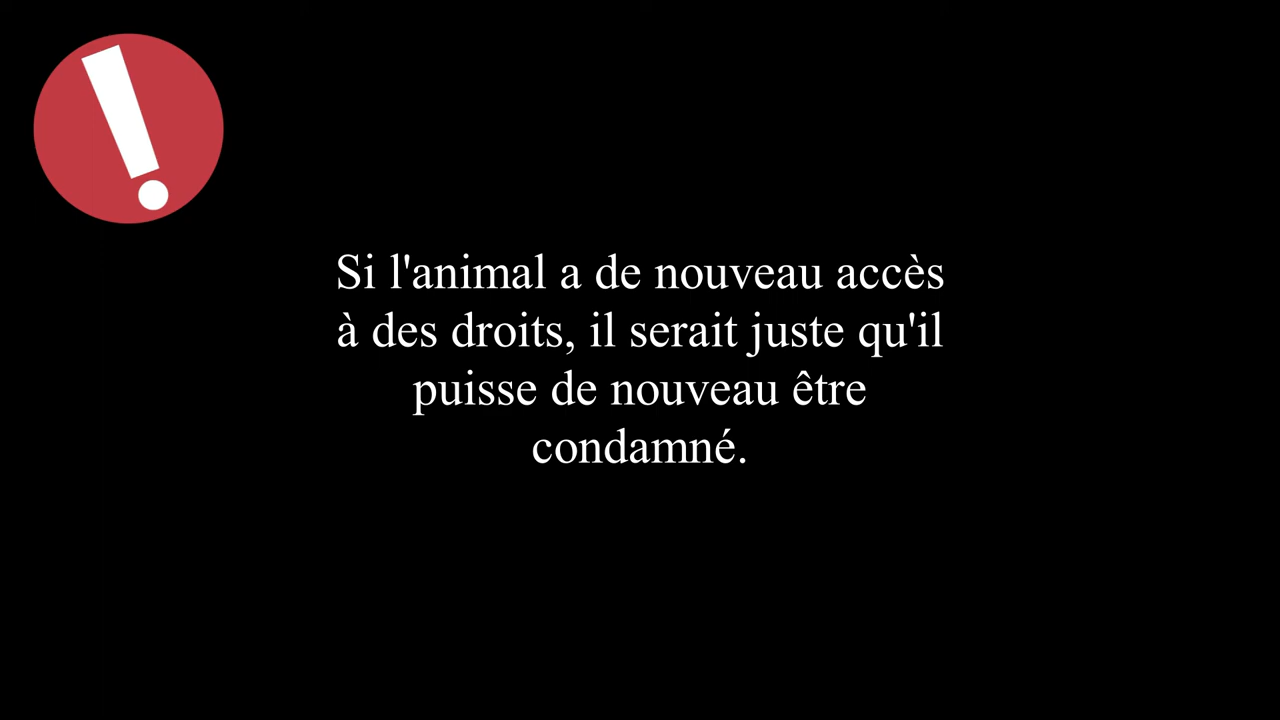 Si l'animal a de nouveau accès
à des droits, il serait juste qu'il
puisse de nouveau être
condamné.